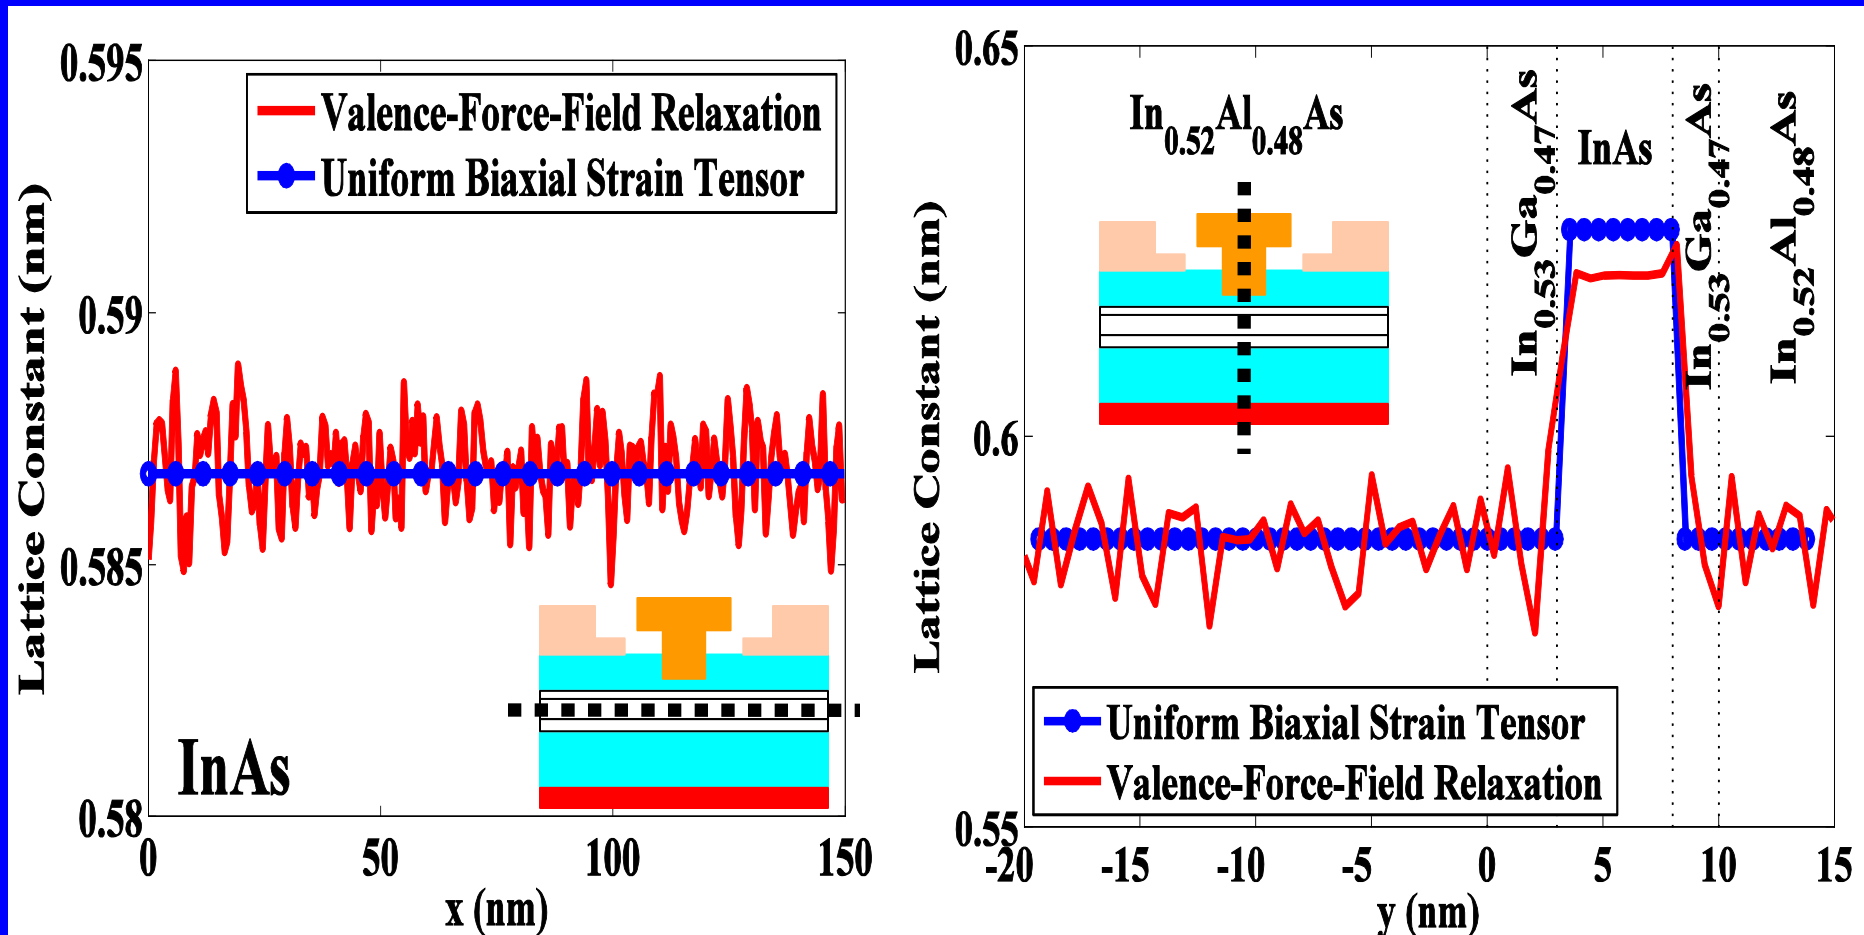 0.595
0.59
0.585
0.58
Lattice Constant (nm)
Valence-Force-Field Relaxation
Uniform Biaxial Strain Tensor
InAs
0 50 100 150
x (nm)
0.65
0.6
0.55
Lattice Constant (nm)
In0.52Al0.48As
In0.53Ga0.47As
InAs
In0.53Ga0.47As
In0.52Al0.48As
Uniform Biaxial Strain Tensor
Valence-Force-Field Relaxation
-20 -15 -10 -5 0 5 10 15
y (nm)